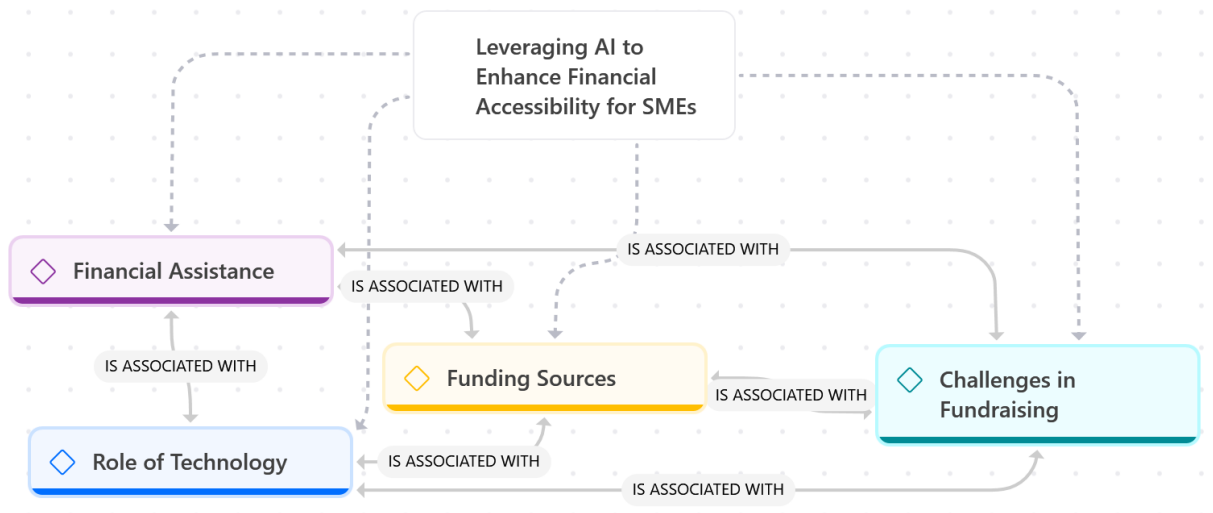 Leveraging AI to
Enhance Financial
Accessibility for SMEs
IS ASSOCIATED WITH
Financial Assistance
IS ASSOCIATED WITH
IS ASSOCIATED WITH
Funding Sources
Challenges in
Fundraising
IS ASSOCIATED WITH
Role of Technology
IS ASSOCIATED WITH
IS ASSOCIATED WITH